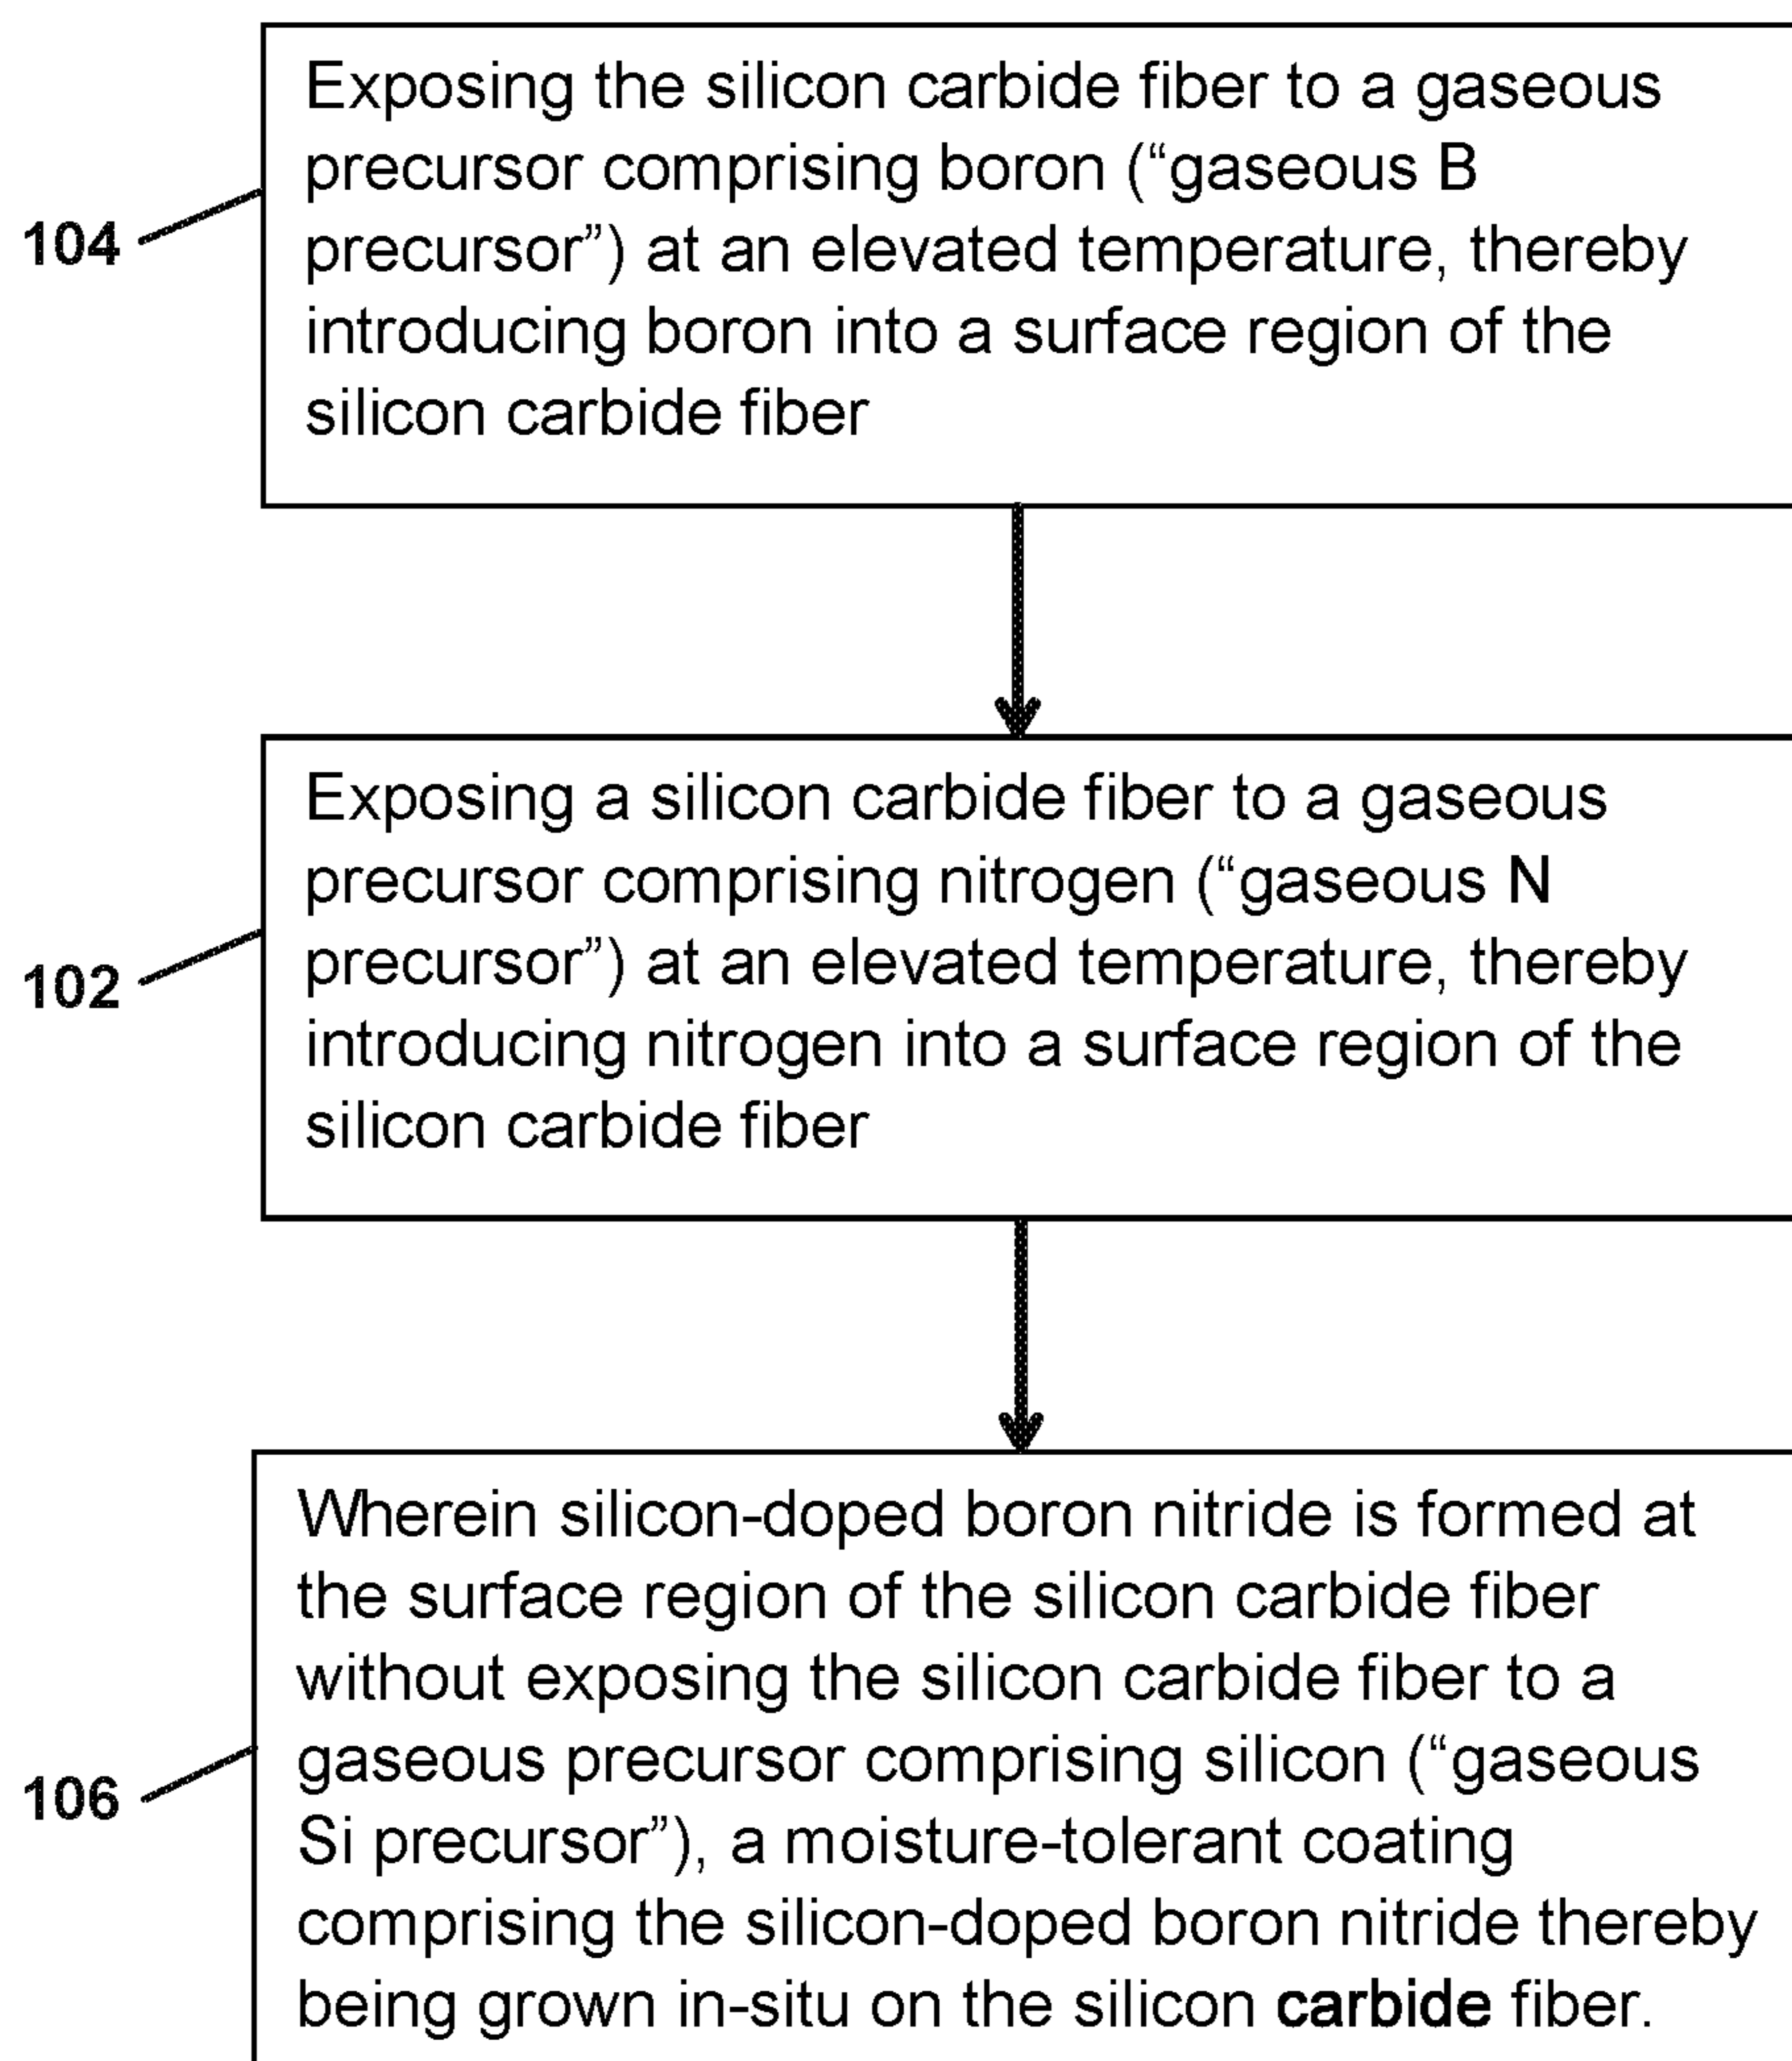 Exposing the silicon carbide fiber to a gaseous
precursor comprising boron (“gaseous B
precursor”) at an elevated temperature, thereby
introducing boron into a surface region of the
silicon carbide fiber
104
Exposing a silicon carbide fiber to a gaseous
precursor comprising nitrogen (“gaseous N
precursor”) at an elevated temperature, thereby
introducing nitrogen into a surface region of the
silicon carbide fiber
102
Wherein silicon-doped boron nitride is formed at
the surface region of the silicon carbide fiber
without exposing the silicon carbide fiber to a
gaseous precursor comprising silicon (“gaseous
Si precursor”), a moisture-tolerant coating
comprising the silicon-doped boron nitride thereby
being grown in-situ on the silicon carbide fiber.
106